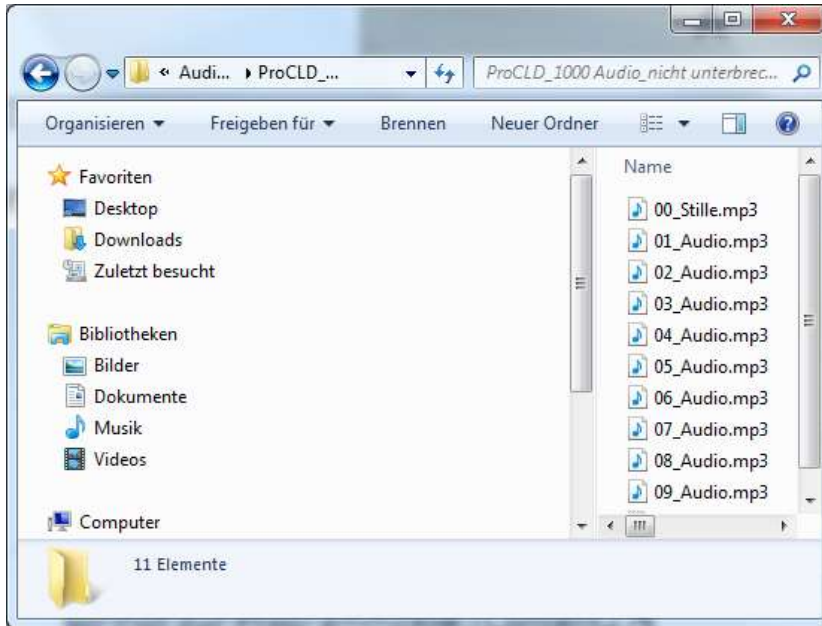 « Audi... ▸ ProCLD_... ProCLD_1000 Audio_nicht unterbrec...
Organisieren Freigeben für Brennen Neuer Ordner
Favoriten
Desktop
Downloads
Zuletzt besucht
Bibliotheken
Bilder
Dokumente
Musik
Videos
Computer
Name
00_Stille.mp3
01_Audio.mp3
02_Audio.mp3
03_Audio.mp3
04_Audio.mp3
05_Audio.mp3
06_Audio.mp3
07_Audio.mp3
08_Audio.mp3
09_Audio.mp3
11 Elemente